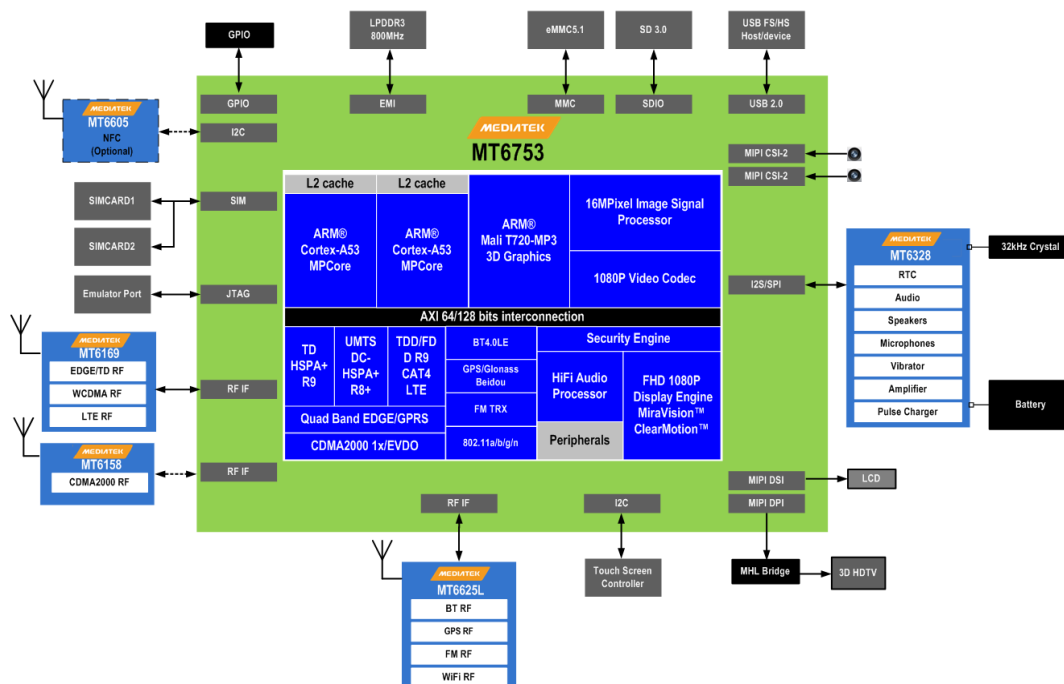 GPIO
LPDDR3
800MHz
eMMC5.1
SD 3.0
USB FS/HS
Host/device
GPIO
EMI
MMC
SDIO
USB 2.0
MEDIATEK
MT6605
NFC
(Optional)
I2C
MEDIATEK
MT6753
MIPI CSI-2
MIPI CSI-2
SIMCARD1
SIMCARD2
SIM
Emulator Port
JTAG
L2 cache
ARM®
Cortex-A53
MPCore
L2 cache
ARM®
Cortex-A53
MPCore
ARM®
Mali T720-MP3
3D Graphics
16MPixel Image Signal
Processor
1080P Video Codec
I2S/SPI
MEDIATEK
MT6328
RTC
Audio
Speakers
Microphones
Vibrator
Amplifier
Pulse Charger
32kHz Crystal
Battery
AXI 64/128 bits interconnection
TD
HSPA+
R9
UMTS
DC-
HSPA+
R8+
TDD/FD
D R9
CAT4
LTE
Quad Band EDGE/GPRS
CDMA2000 1x/EVDO
BT4.0LE
GPS/Glonass
Beidou
FM TRX
802.11a/b/g/n
Security Engine
HiFi Audio
Processor
Peripherals
FHD 1080P
Display Engine
MiraVision™
ClearMotion™
MEDIATEK
MT6169
EDGE/TD RF
WCDMA RF
LTE RF
RF IF
MEDIATEK
MT6158
CDMA2000 RF
RF IF
MIPI DSI
LCD
MIPI DPI
RF IF
I2C
MEDIATEK
MT6625L
BT RF
GPS RF
FM RF
WiFi RF
Touch Screen
Controller
MHL Bridge
3D HDTV